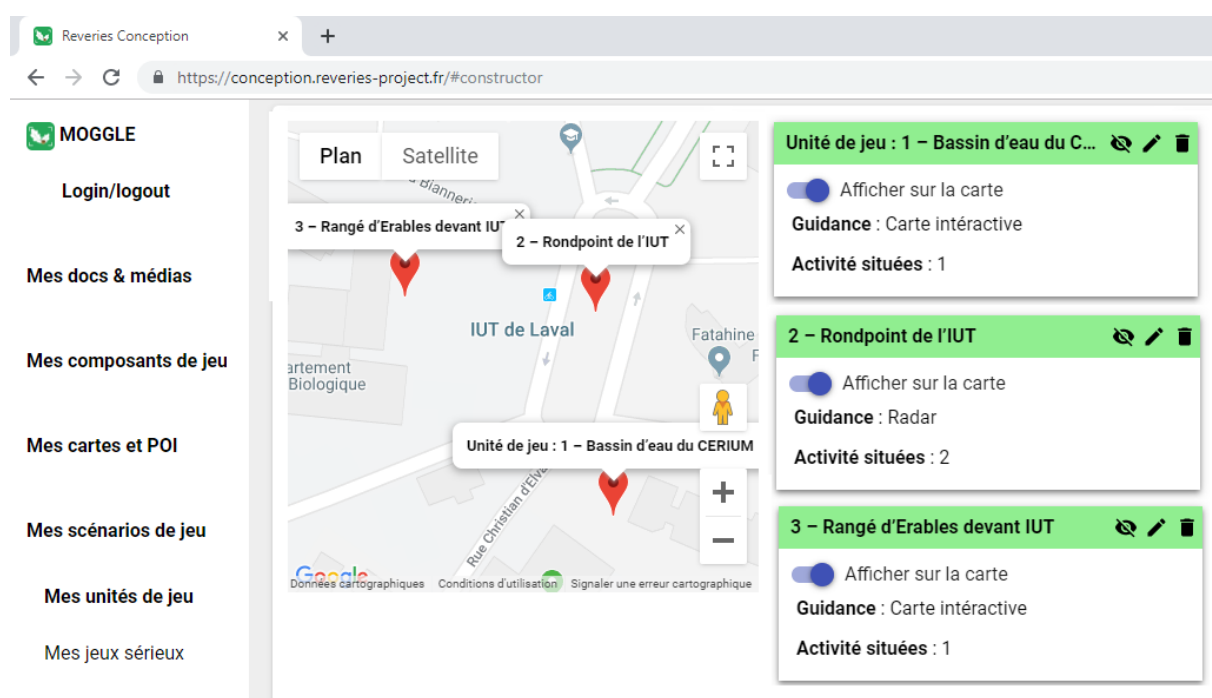 Reveries Conception
https://conception.reveries-project.fr/#constructor
MOGGLE
Login/logout
Mes docs & médias
Mes composants de jeu
Mes cartes et POI
Mes scénarios de jeu
Mes unités de jeu
Mes jeux sérieux
Plan Satellite
Bianneri
3 – Rangé d'Erables devant IUT
2 – Rondpoint de l'IUT
IUT de Laval
Fatahine
F
artement
Biologique
Unité de jeu : 1 – Bassin d'eau du CERIUM
Rue Christian d'Elva
Google
Données cartographiques Conditions d'utilisation Signaler une erreur cartographique
Unité de jeu : 1 – Bassin d'eau du C...
Afficher sur la carte
Guidance : Carte intéractive
Activité situées : 1
2 – Rondpoint de l'IUT
Afficher sur la carte
Guidance : Radar
Activité situées : 2
3 – Rangé d'Erables devant IUT
Afficher sur la carte
Guidance : Carte intéractive
Activité situées : 1